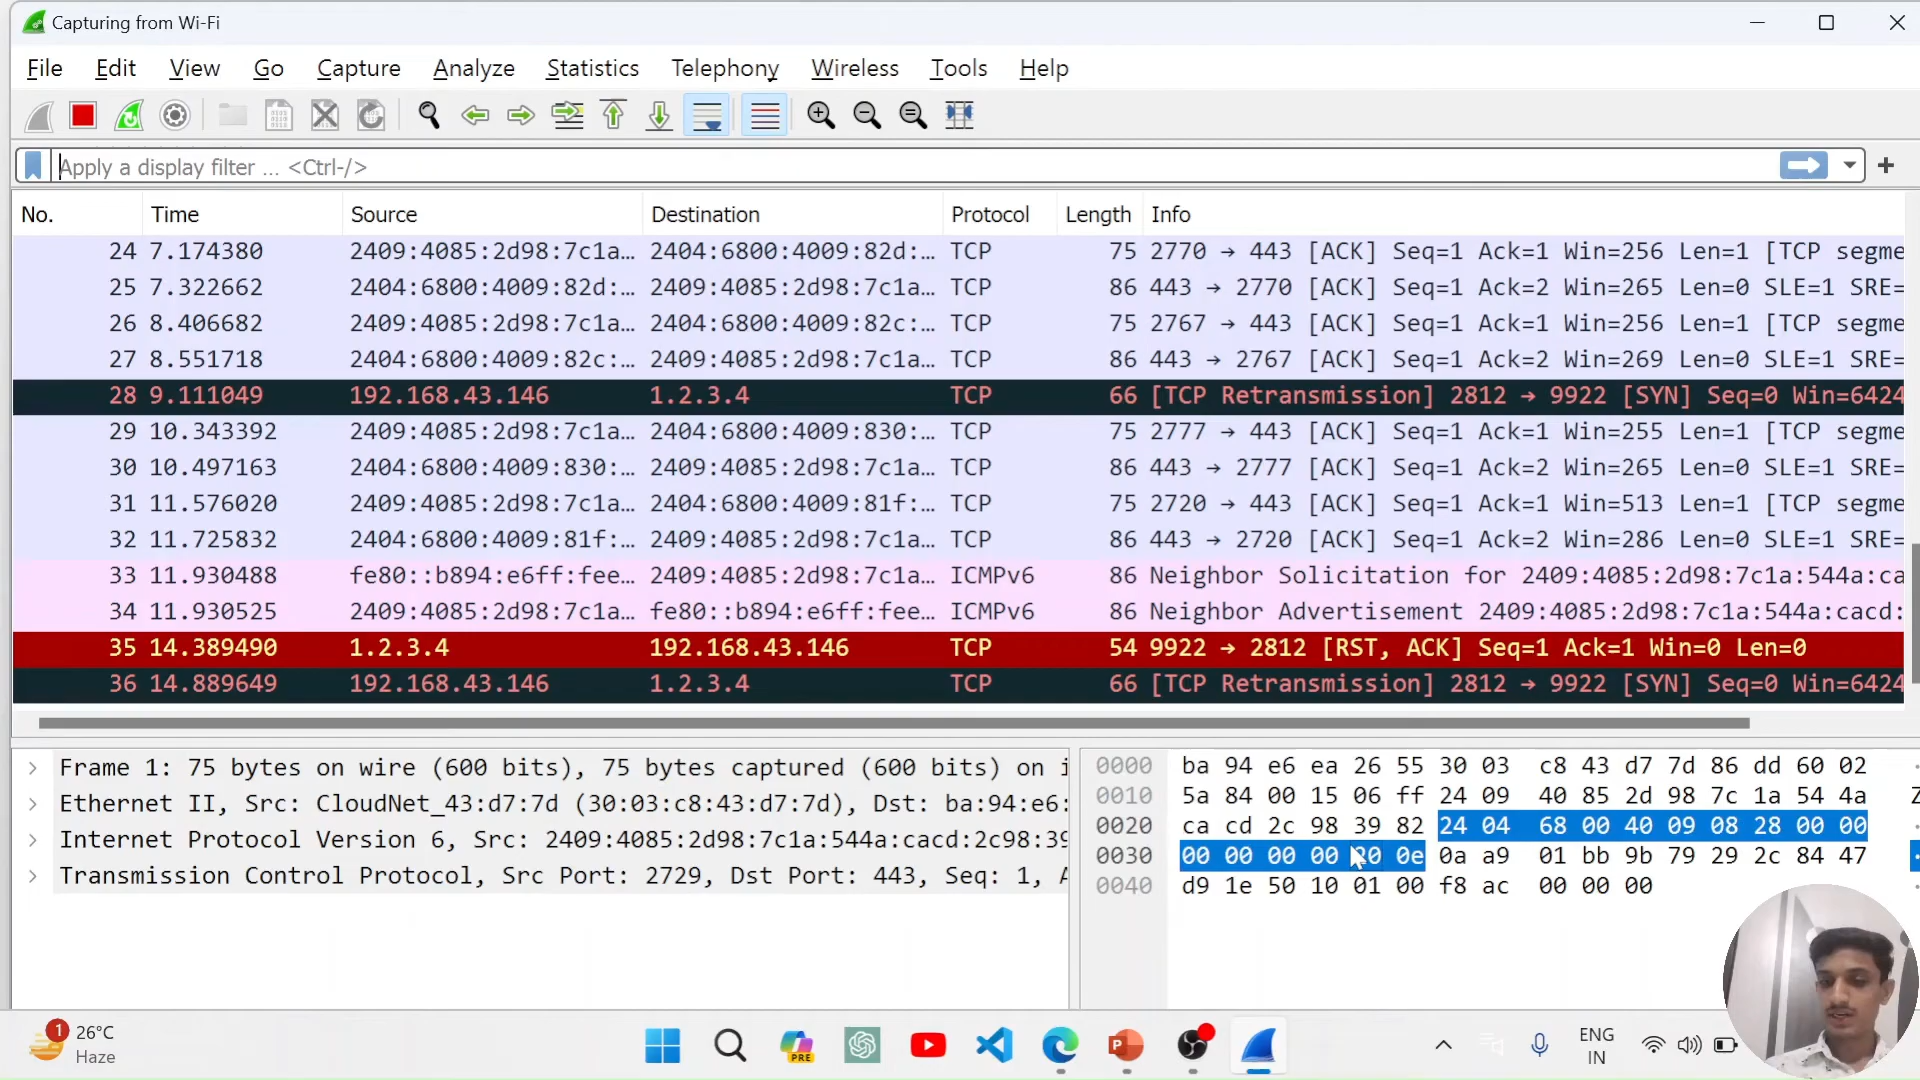 Capturing from Wi-Fi
File Edit View Go Capture Analyze Statistics Telephony Wireless Tools Help
Apply a display filter ... <Ctrl-/>
No. Time Source Destination Protocol Length Info
24 7.174380 2409:4085:2d98:7c1a… 2404:6800:4009:82d:… TCP 75 2770 → 443 [ACK] Seq=1 Ack=1 Win=256 Len=1 [TCP segme
25 7.322662 2404:6800:4009:82d:… 2409:4085:2d98:7c1a… TCP 86 443 → 2770 [ACK] Seq=1 Ack=2 Win=265 Len=0 SLE=1 SRE=
26 8.406682 2409:4085:2d98:7c1a… 2404:6800:4009:82c:… TCP 75 2767 → 443 [ACK] Seq=1 Ack=1 Win=256 Len=1 [TCP segme
27 8.551718 2404:6800:4009:82c:… 2409:4085:2d98:7c1a… TCP 86 443 → 2767 [ACK] Seq=1 Ack=2 Win=269 Len=0 SLE=1 SRE=
28 9.111049 192.168.43.146 1.2.3.4 TCP 66 [TCP Retransmission] 2812 → 9922 [SYN] Seq=0 Win=6424
29 10.343392 2409:4085:2d98:7c1a… 2404:6800:4009:830:… TCP 75 2777 → 443 [ACK] Seq=1 Ack=1 Win=255 Len=1 [TCP segme
30 10.497163 2404:6800:4009:830:… 2409:4085:2d98:7c1a… TCP 86 443 → 2777 [ACK] Seq=1 Ack=2 Win=265 Len=0 SLE=1 SRE=
31 11.576020 2409:4085:2d98:7c1a… 2404:6800:4009:81f:… TCP 75 2720 → 443 [ACK] Seq=1 Ack=1 Win=513 Len=1 [TCP segme
32 11.725832 2404:6800:4009:81f:… 2409:4085:2d98:7c1a… TCP 86 443 → 2720 [ACK] Seq=1 Ack=2 Win=286 Len=0 SLE=1 SRE=
33 11.930488 fe80::b894:e6ff:fee… 2409:4085:2d98:7c1a… ICMPv6 86 Neighbor Solicitation for 2409:4085:2d98:7c1a:544a:ca
34 11.930525 2409:4085:2d98:7c1a… fe80::b894:e6ff:fee… ICMPv6 86 Neighbor Advertisement 2409:4085:2d98:7c1a:544a:cacd:
35 14.389490 1.2.3.4 192.168.43.146 TCP 54 9922 → 2812 [RST, ACK] Seq=1 Ack=1 Win=0 Len=0
36 14.889649 192.168.43.146 1.2.3.4 TCP 66 [TCP Retransmission] 2812 → 9922 [SYN] Seq=0 Win=6424
Frame 1: 75 bytes on wire (600 bits), 75 bytes captured (600 bits) on i
Ethernet II, Src: CloudNet_43:d7:7d (30:03:c8:43:d7:7d), Dst: ba:94:e6:
Internet Protocol Version 6, Src: 2409:4085:2d98:7c1a:544a:cacd:2c98:39
Transmission Control Protocol, Src Port: 2729, Dst Port: 443, Seq: 1, A
0000 ba 94 e6 ea 26 55 30 03 c8 43 d7 7d 86 dd 60 02
0010 5a 84 00 15 06 ff 24 09 40 85 2d 98 7c 1a 54 4a Z
0020 ca cd 2c 98 39 82 24 04 68 00 40 09 08 28 00 00
0030 00 00 00 00 20 0e 0a a9 01 bb 9b 79 29 2c 84 47
0040 d9 1e 50 10 01 00 f8 ac 00 00 00
1
26°C
Haze
PRE
ENG
IN